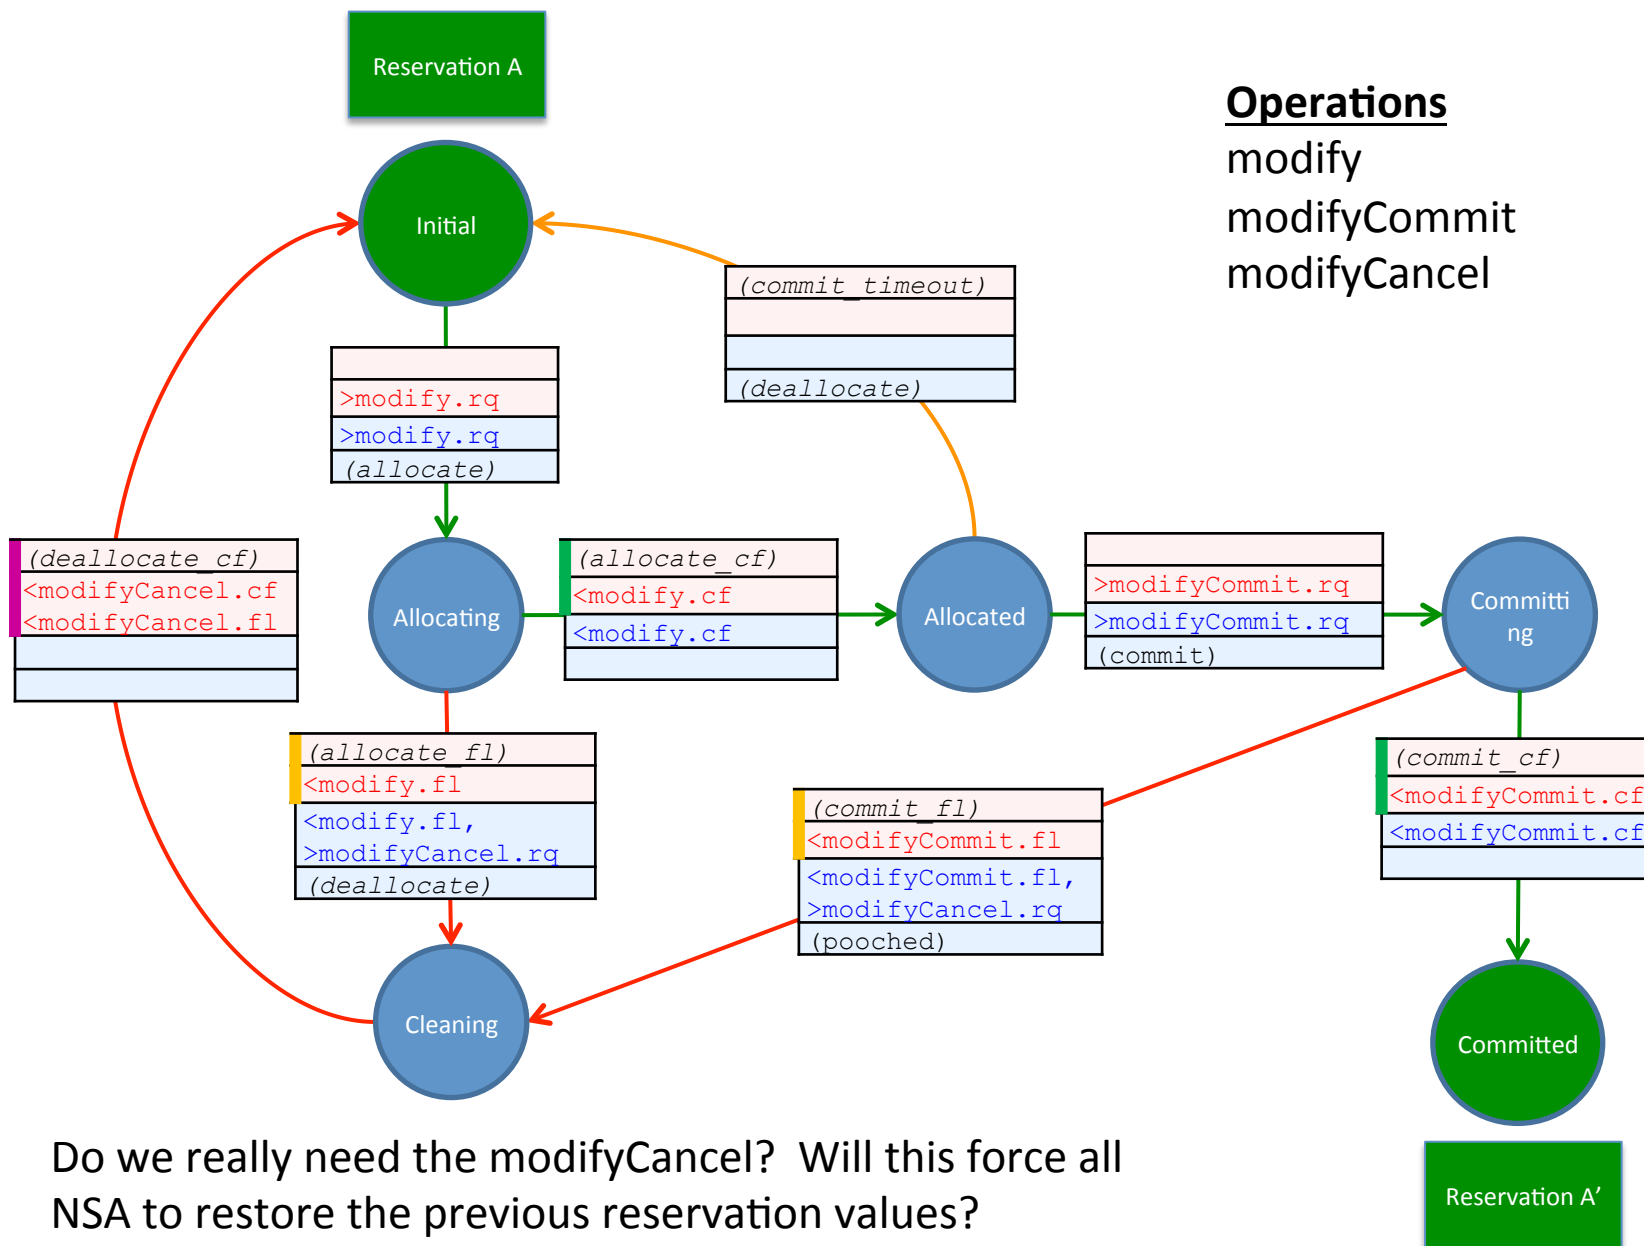 Reservation A
Operations
modify
modifyCommit
modifyCancel
Initial
(commit_timeout)
(deallocate)
>modify.rq
>modify.rq
(allocate)
(deallocate_cf)
<modifyCancel.cf
<modifyCancel.fl
Allocating
(allocate_cf)
<modify.cf
<modify.cf
Allocated
>modifyCommit.rq
>modifyCommit.rq
(commit)
Committi
ng
(allocate_fl)
<modify.fl
<modify.fl,
>modifyCancel.rq
(deallocate)
(commit_fl)
<modifyCommit.fl
<modifyCommit.fl,
>modifyCancel.rq
(pooched)
(commit_cf)
<modifyCommit.cf
<modifyCommit.cf
Cleaning
Committed
Do we really need the modifyCancel? Will this force all
NSA to restore the previous reservation values?
Reservation A’